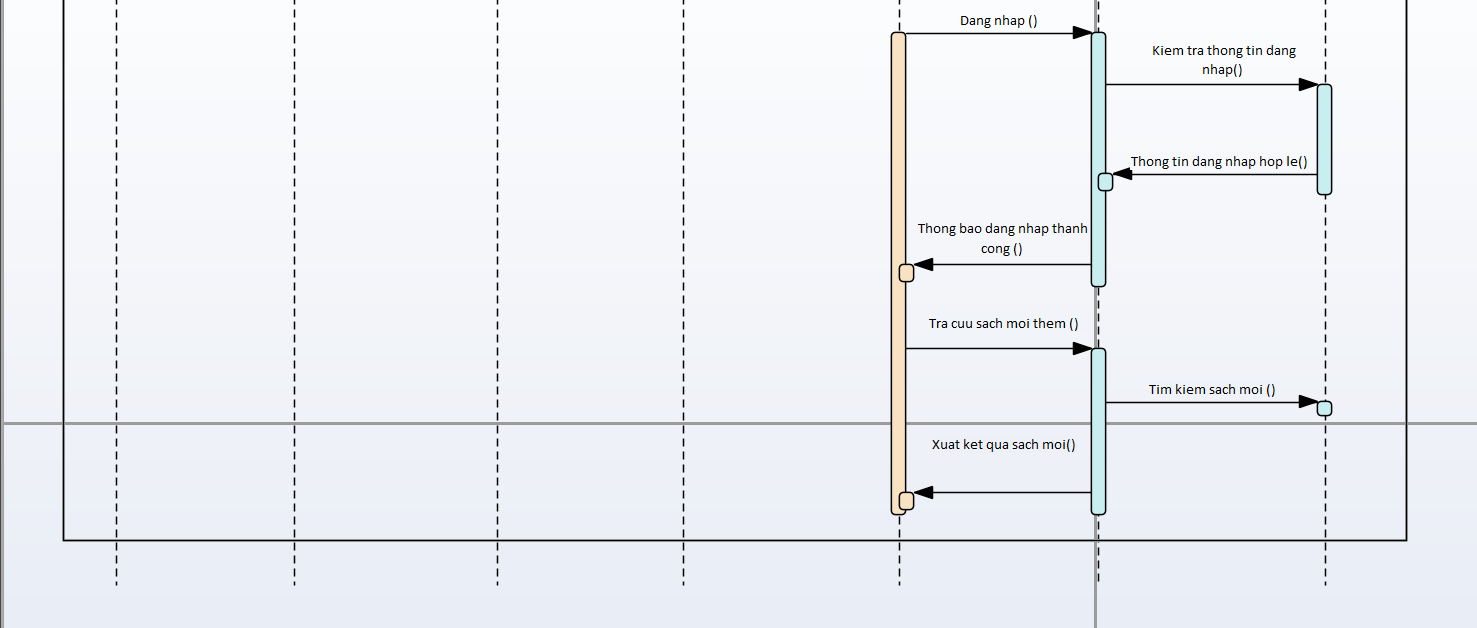 Dang nhap ()
Kiem tra thong tin dang
nhap()
Thong tin dang nhap hop le()
Thong bao dang nhap thanh
cong ()
Tra cuu sach moi them ()
Tim kiem sach moi ()
Xuat ket qua sach moi()